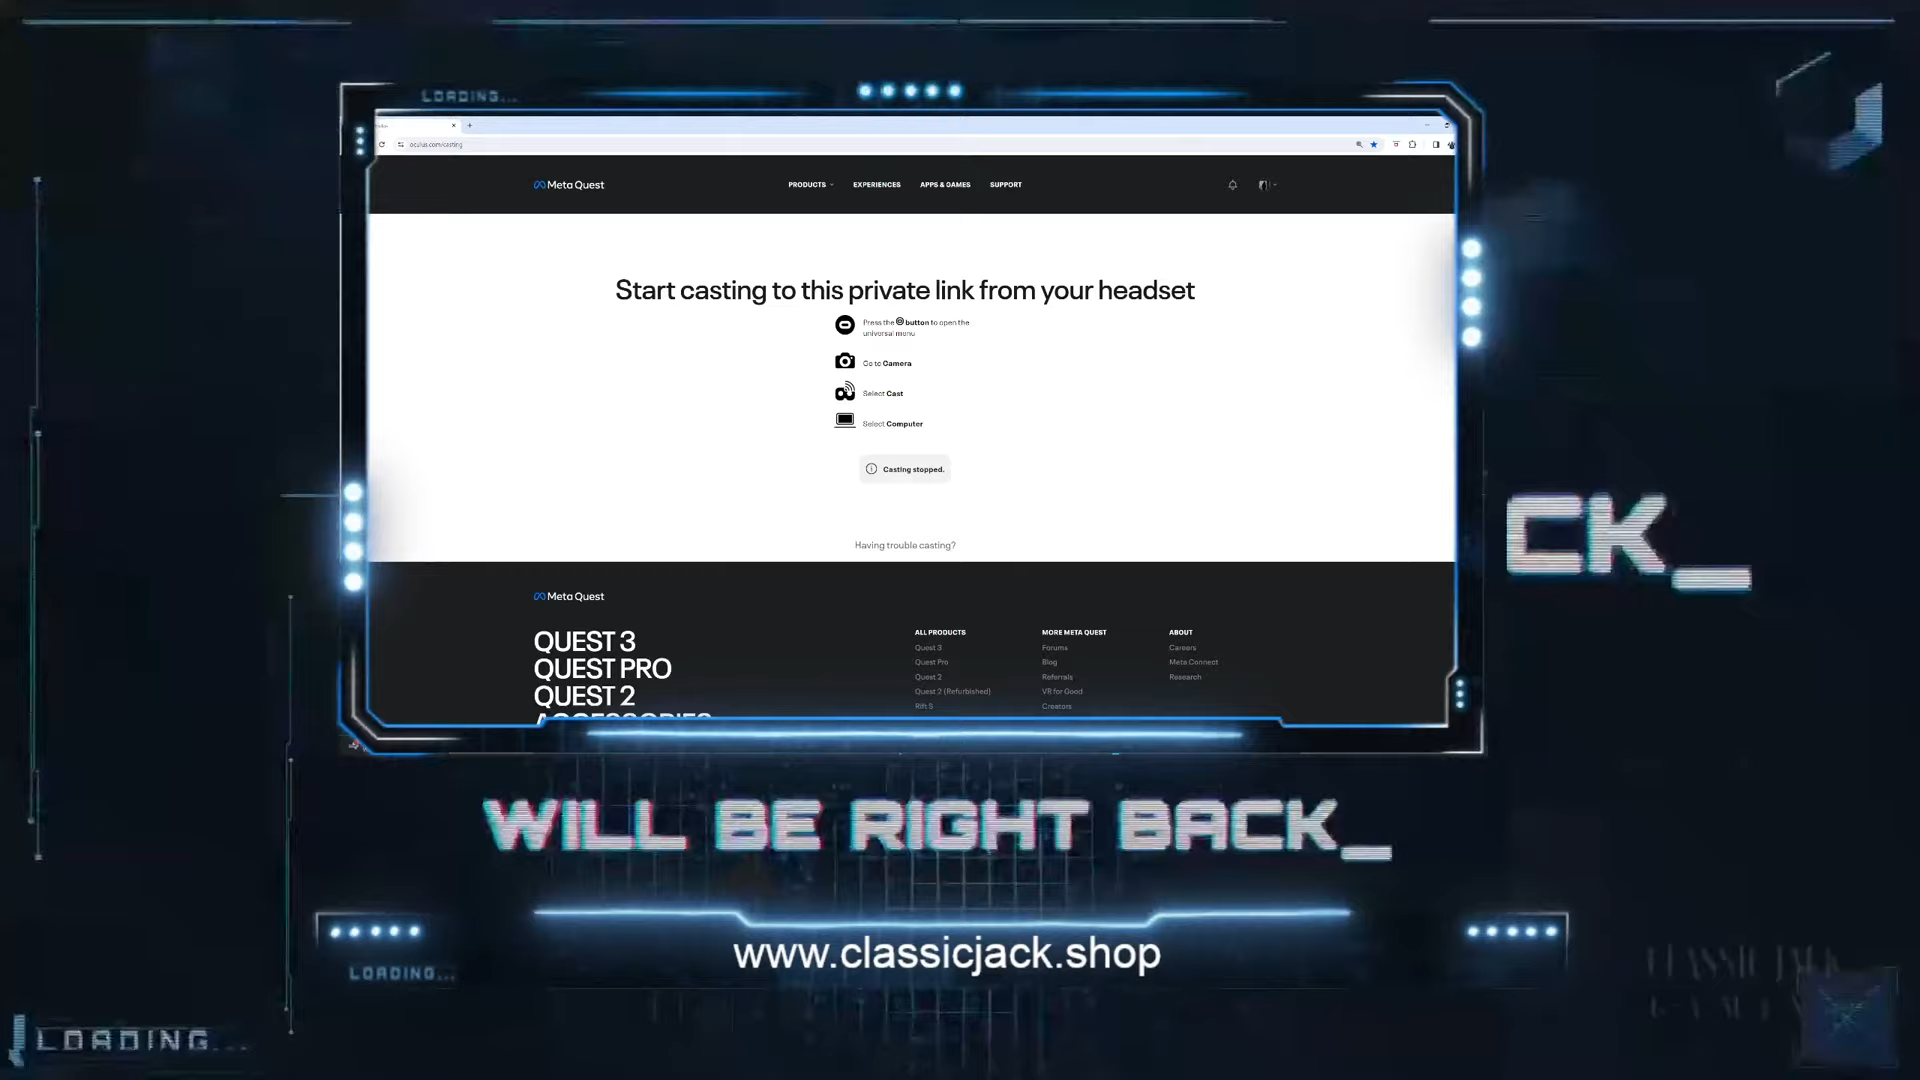 LOADING...
oculus.com/casting
Meta Quest
PRODUCTS
EXPERIENCES
APPS & GAMES
SUPPORT
Start casting to this private link from your headset
Press the button to open the
universal menu
Go to Camera
Select Cast
Select Computer
Casting stopped.
Having trouble casting?
CK_
Meta Quest
QUEST 3
QUEST PRO
QUEST 2
ACCESSORIES
ALL PRODUCTS
Quest 3
Quest Pro
Quest 2
Quest 2 (Refurbished)
Rift S
MORE META QUEST
Forums
Blog
Referrals
VR for Good
Creators
ABOUT
Careers
Meta Connect
Research
WILL BE RIGHT BACK_
www.classicjack.shop
LOADING...
CLASSIC JACK
LOADING...